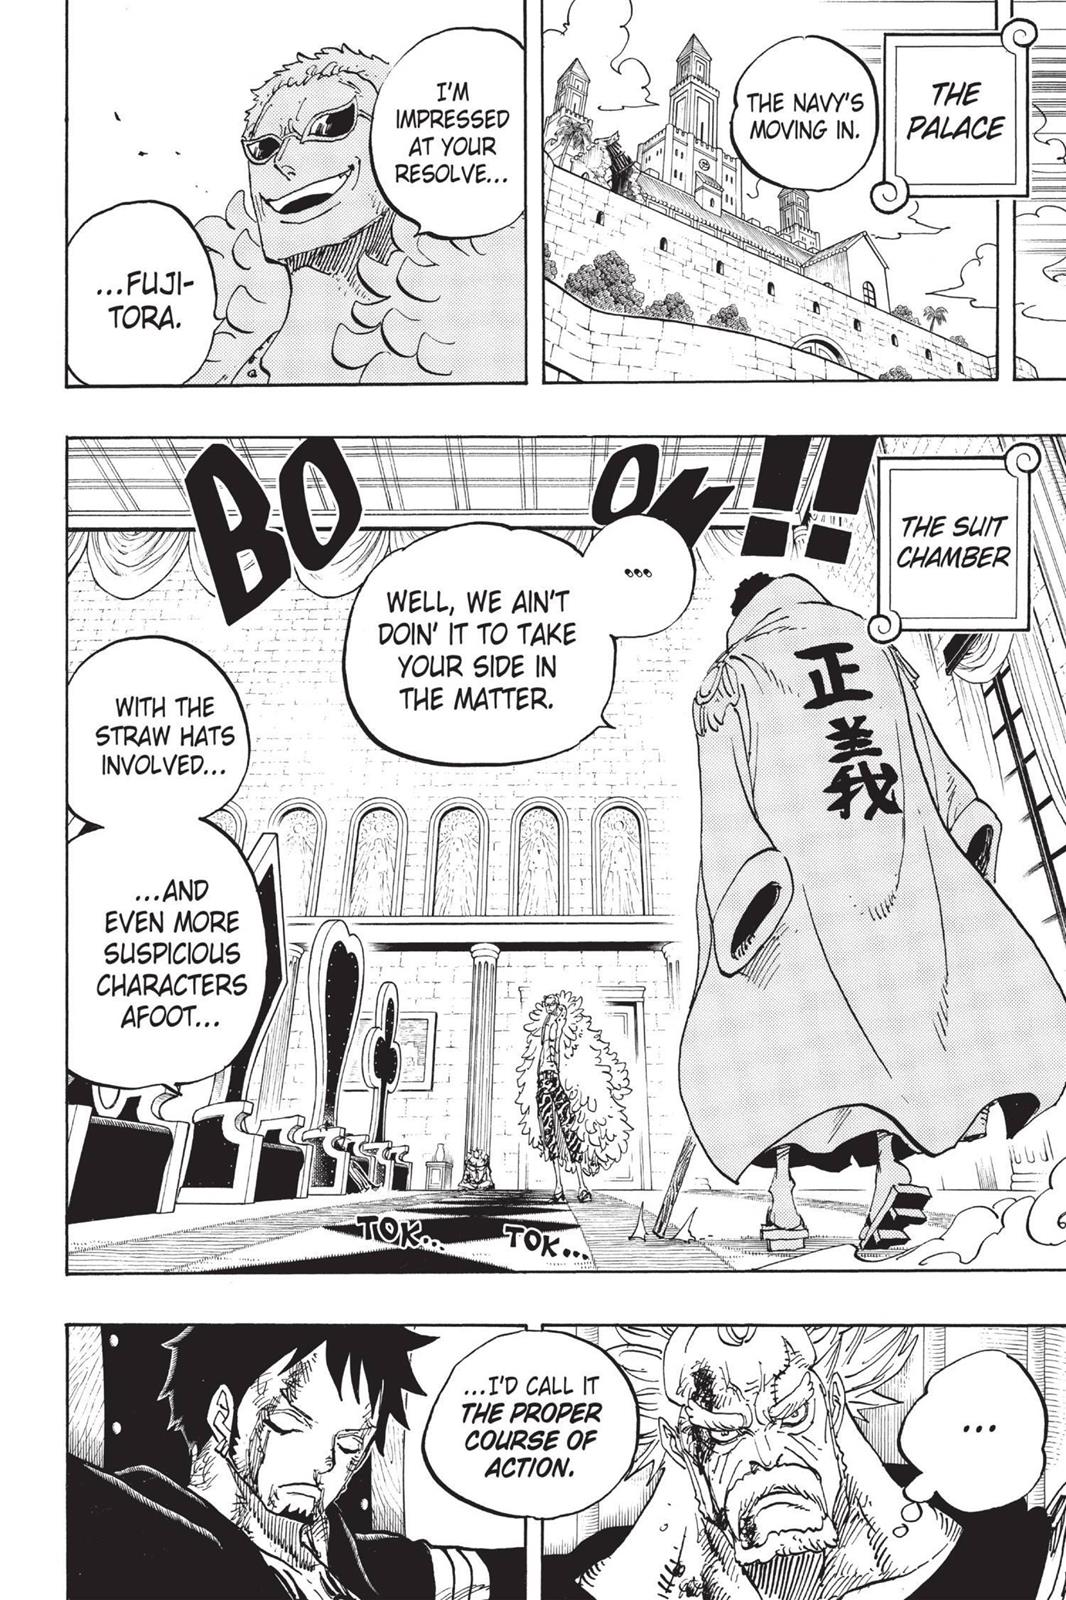 THE
PALACE
THE NAVY'S
MOVING IN.
I'M
IMPRESSED
AT YOUR
RESOLVE...
...FUJI-
TORA.
THE SUIT
CHAMBER
BOOM!!
正義
...
WELL, WE AIN'T
DOIN' IT TO TAKE
YOUR SIDE IN
THE MATTER.
WITH THE
STRAW HATS
INVOLVED...
...AND
EVEN MORE
SUSPICIOUS
CHARACTERS
AFOOT...
TOK...
TOK...
...
...I'D CALL IT
THE PROPER
COURSE OF
ACTION.